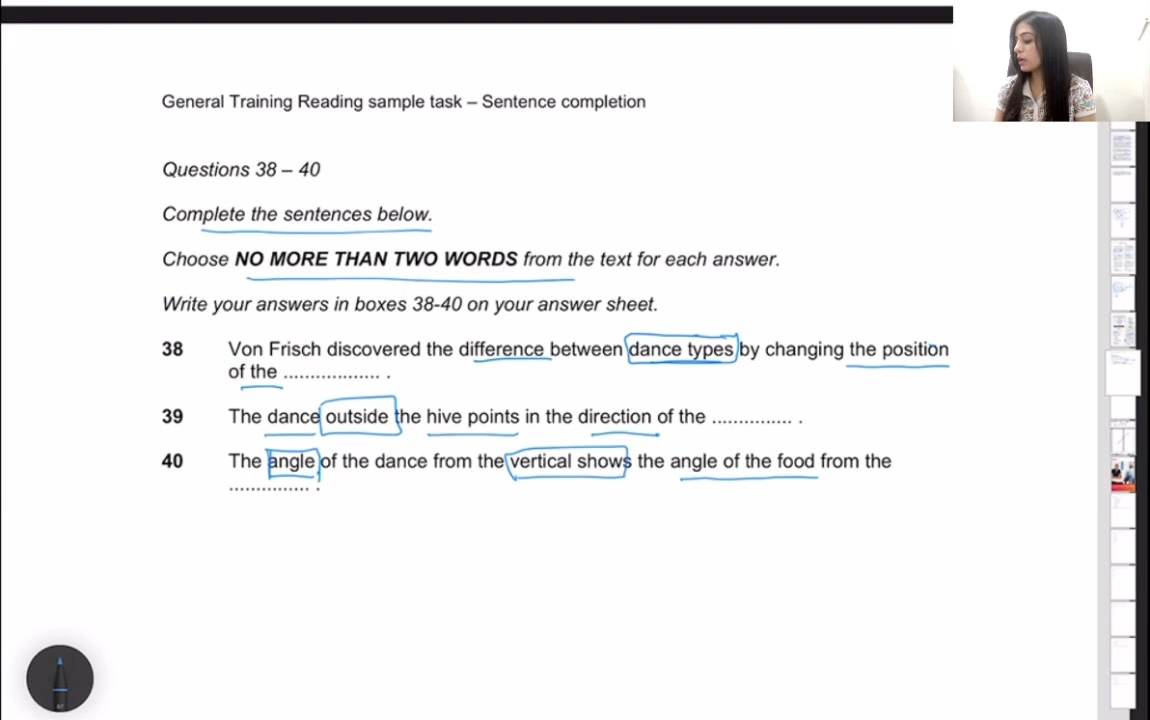 General Training Reading sample task – Sentence completion
Questions 38 – 40
Complete the sentences below.
Choose NO MORE THAN TWO WORDS from the text for each answer.
Write your answers in boxes 38-40 on your answer sheet.
38 Von Frisch discovered the difference between dance types by changing the position
of the .................. .
39 The dance outside the hive points in the direction of the ............... .
40 The angle of the dance from the vertical shows the angle of the food from the
............... .